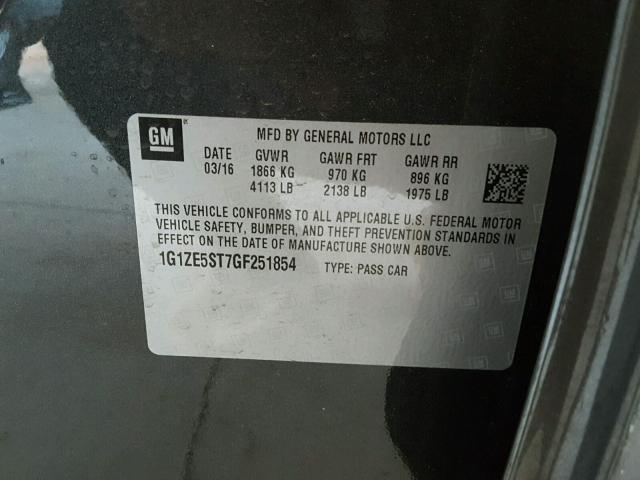 GM
MFD BY GENERAL MOTORS LLC
DATE GVWR GAWR FRT GAWR RR
03/16 1866 KG 970 KG 896 KG
4113 LB 2138 LB 1975 LB
THIS VEHICLE CONFORMS TO ALL APPLICABLE U.S. FEDERAL MOTOR
VEHICLE SAFETY, BUMPER, AND THEFT PREVENTION STANDARDS IN
EFFECT ON THE DATE OF MANUFACTURE SHOWN ABOVE.
1G1ZE5ST7GF251854 TYPE: PASS CAR